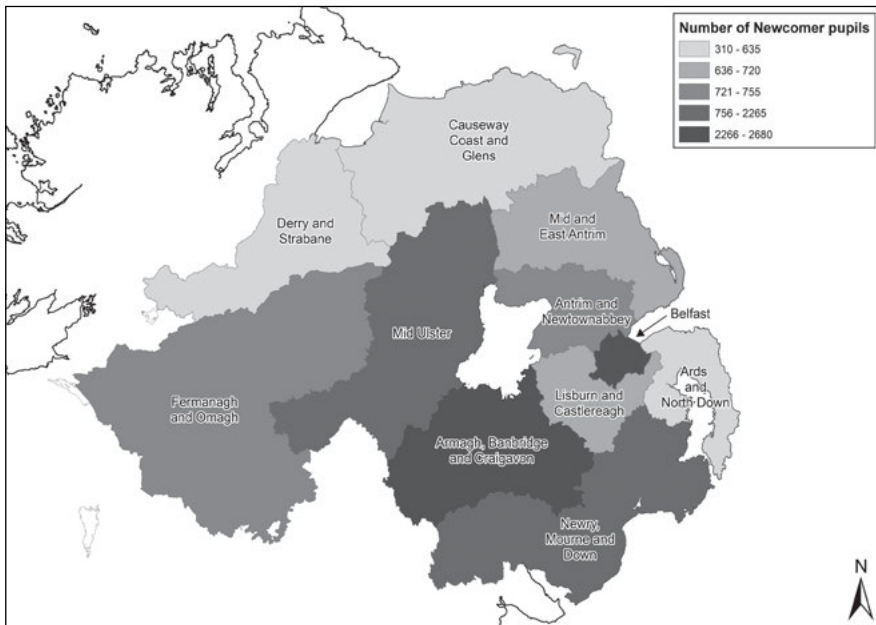 Number of Newcomer pupils
310 - 635
636 - 720
721 - 755
756 - 2265
2266 - 2680
Causeway
Coast and
Glens
Derry and
Strabane
Mid and
East Antrim
Antrim and
Newtownabbey
Belfast
Mid Ulster
Ards
and
North Down
Fermanagh
and Omagh
Lisburn and
Castlereagh
Armagh, Banbridge
and Craigavon
Newry,
Mourne and
Down
N